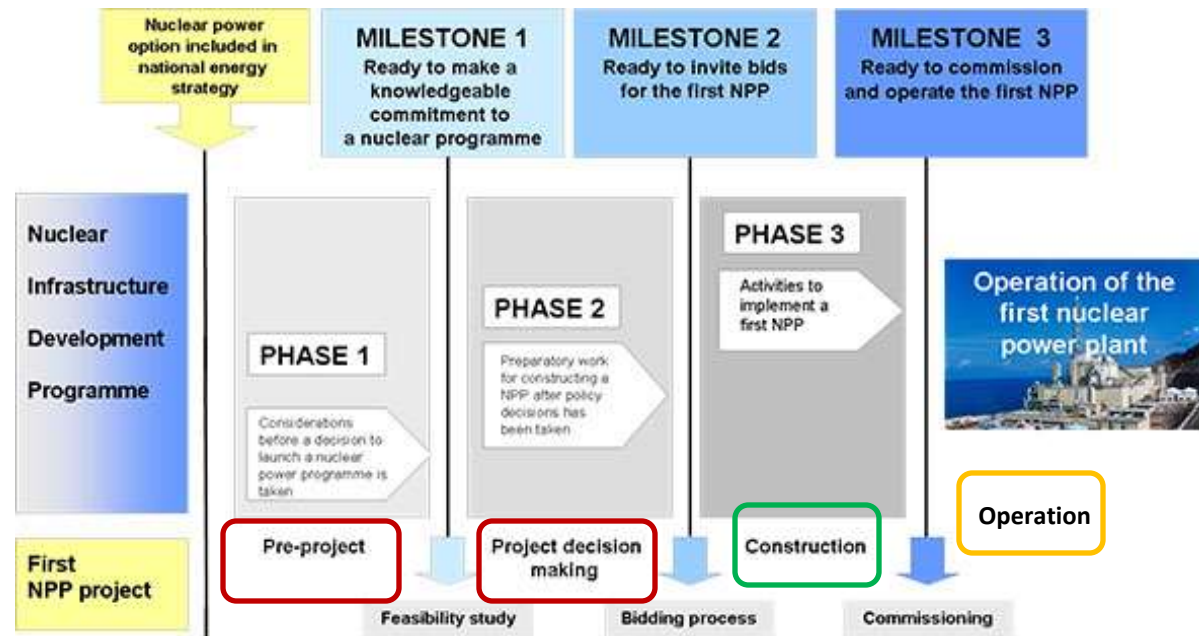 Nuclear power
option included in
national energy
strategy
MILESTONE 1
Ready to make a
knowledgeable
commitment to
a nuclear programme
MILESTONE 2
Ready to invite bids
for the first NPP
MILESTONE 3
Ready to commission
and operate the first NPP
Nuclear
Infrastructure
Development
Programme
PHASE 1
Considerations
before a decision to
launch a nuclear
power programme is
taken
PHASE 2
Preparatory work
for constructing a
NPP after policy
decisions has
been taken
PHASE 3
Activities to
implement a
first NPP
Operation of the
first nuclear
power plant
First
NPP project
Pre-project
Project decision
making
Construction
Operation
Feasibility study
Bidding process
Commissioning